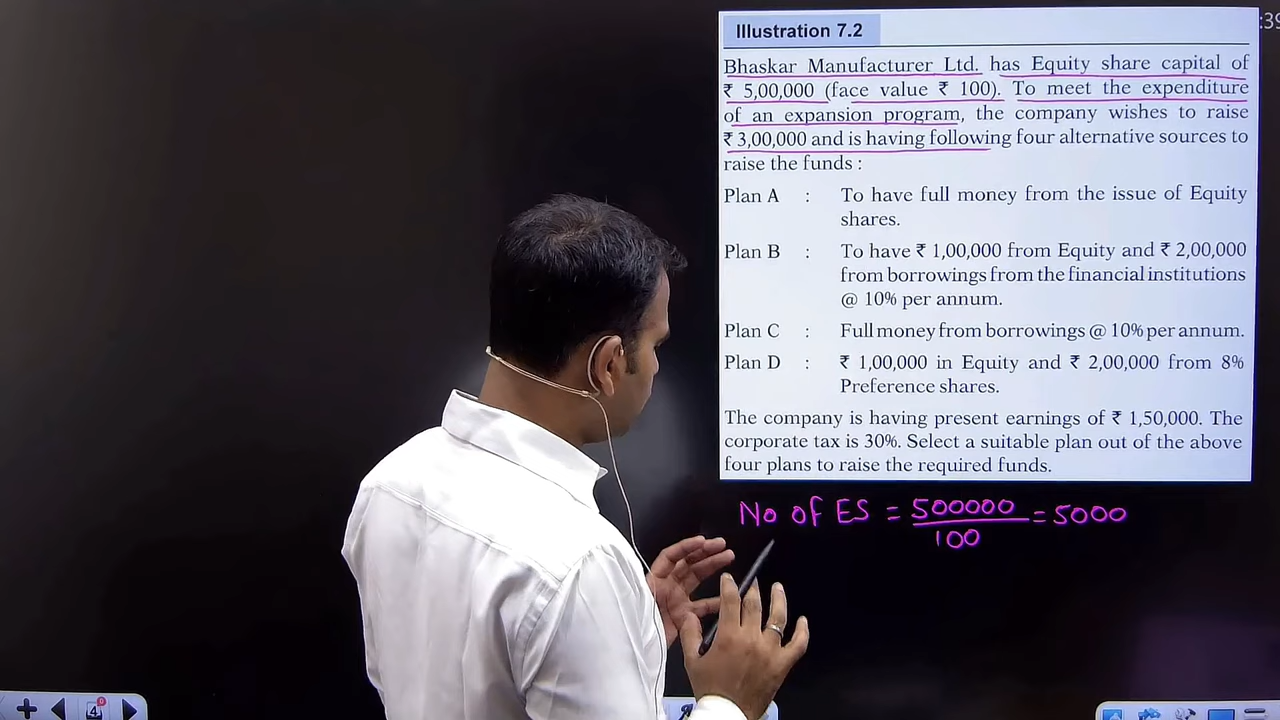 :39
Illustration 7.2
Bhaskar Manufacturer Ltd. has Equity share capital of
₹ 5,00,000 (face value ₹ 100). To meet the expenditure
of an expansion program, the company wishes to raise
₹ 3,00,000 and is having following four alternative sources to
raise the funds :
Plan A : To have full money from the issue of Equity
shares.
Plan B : To have ₹ 1,00,000 from Equity and ₹ 2,00,000
from borrowings from the financial institutions
@ 10% per annum.
Plan C : Full money from borrowings @ 10% per annum.
Plan D : ₹ 1,00,000 in Equity and ₹ 2,00,000 from 8%
Preference shares.
The company is having present earnings of ₹ 1,50,000. The
corporate tax is 30%. Select a suitable plan out of the above
four plans to raise the required funds.
No of ES = 500000 = 5000
100
4